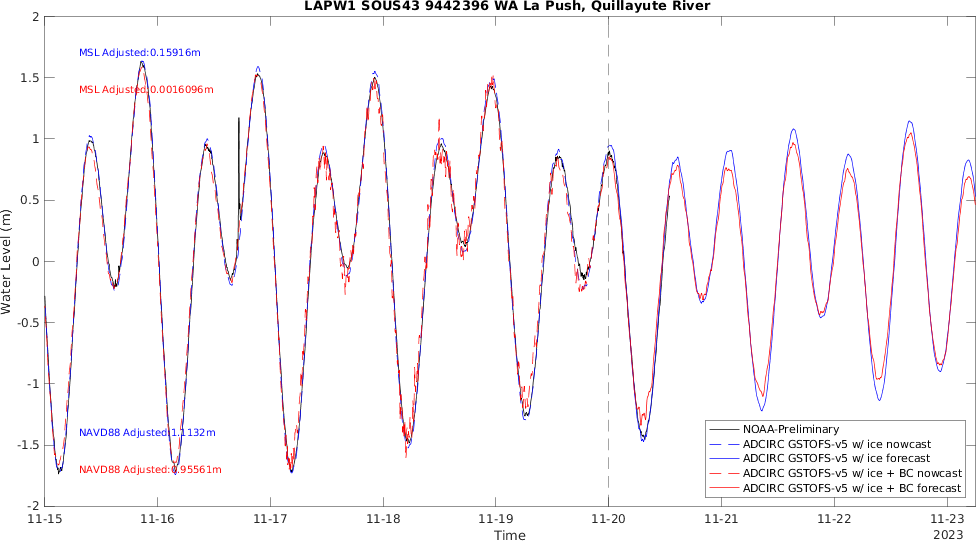 LAPW1 SOUS43 9442396 WA La Push, Quillayute River
2
MSL Adjusted:0.15916m
1.5
MSL Adjusted:0.0016096m
1
0.5
0
Water Level (m)
-0.5
-1
NAVD88 Adjusted:1.1132m
-1.5
NAVD88 Adjusted:0.95561m
-2
NOAA-Preliminary
ADCIRC GSTOFS-v5 w/ ice nowcast
ADCIRC GSTOFS-v5 w/ ice forecast
ADCIRC GSTOFS-v5 w/ ice + BC nowcast
ADCIRC GSTOFS-v5 w/ ice + BC forecast
11-15 11-16 11-17 11-18 11-19 11-20 11-21 11-22 11-23
Time
2023